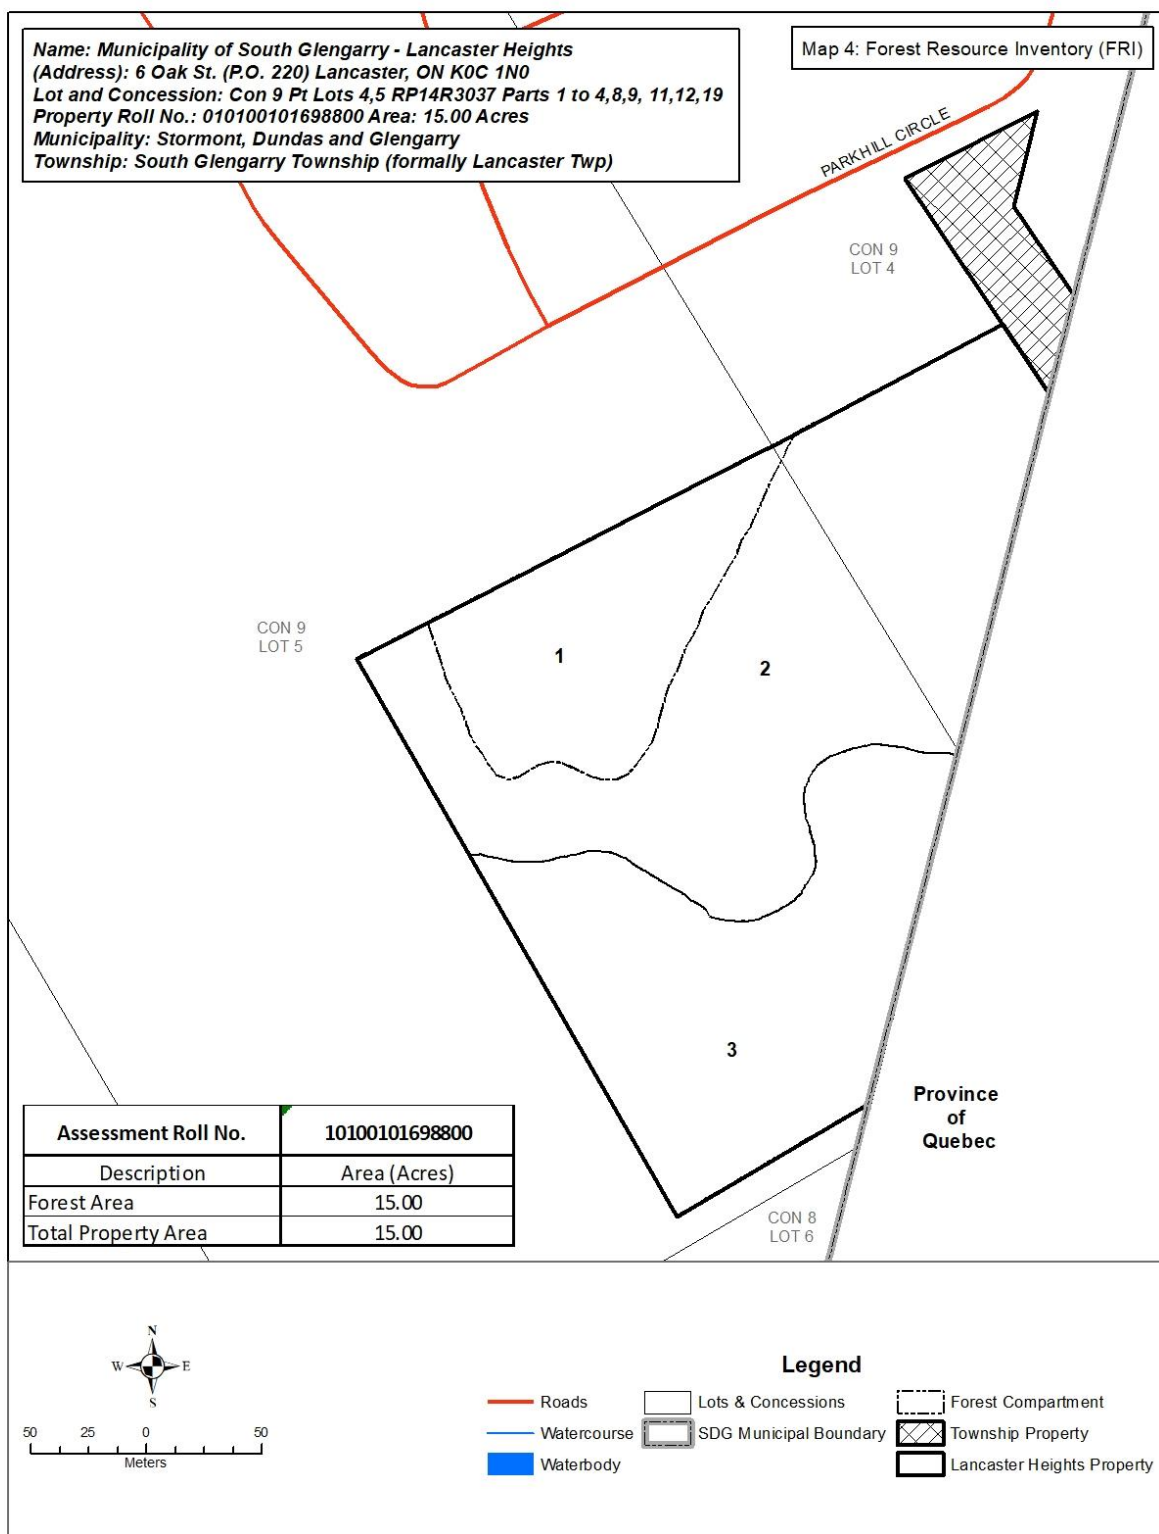 Name: Municipality of South Glengarry - Lancaster Heights
(Address): 6 Oak St. (P.O. 220) Lancaster, ON K0C 1N0
Lot and Concession: Con 9 Pt Lots 4,5 RP14R3037 Parts 1 to 4,8,9, 11,12,19
Property Roll No.: 010100101698800 Area: 15.00 Acres
Municipality: Stormont, Dundas and Glengarry
Township: South Glengarry Township (formally Lancaster Twp)
Map 4: Forest Resource Inventory (FRI)
PARKHILL CIRCLE
CON 9
LOT 4
CON 9
LOT 5
1
2
3
Province
of
Quebec
CON 8
LOT 6
Assessment Roll No. 10100101698800
Description Area (Acres)
Forest Area 15.00
Total Property Area 15.00
N
W E
S
50 25 0 50
Meters
Legend
Roads Lots & Concessions Forest Compartment
Watercourse SDG Municipal Boundary Township Property
Waterbody Lancaster Heights Property